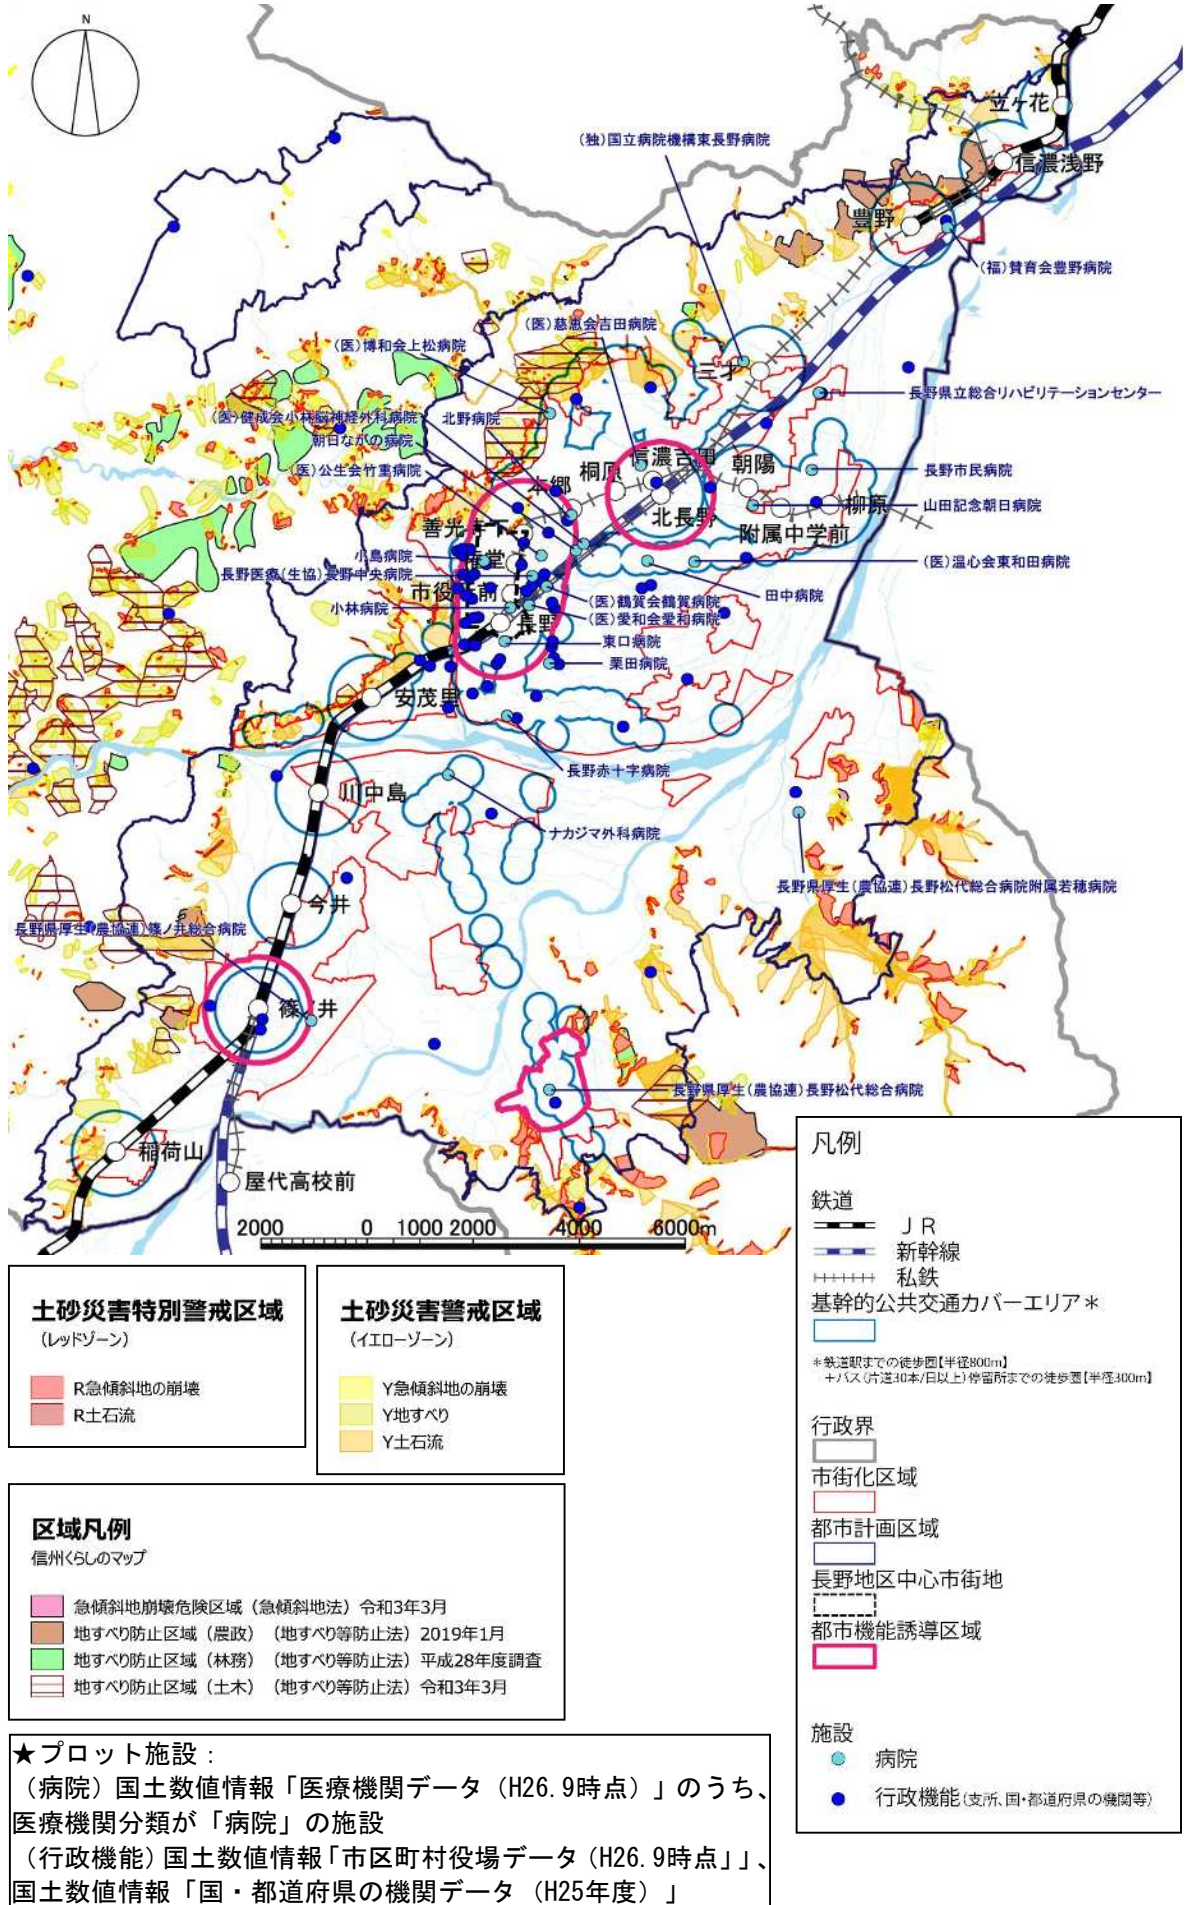 N
立ヶ花
(独)国立病院機構東長野病院
信濃浅野
豊野
(福)賛育会豊野病院
(医)慈恵会吉田病院
(医)博和会上松病院
三才
長野県立総合リハビリテーションセンター
(医)健成会小林脳神経外科病院
北野病院
朝日ながの病院
信濃吉田
朝陽
(医)公生会竹重病院
桐原
長野市民病院
本郷
北長野
山田記念朝日病院
柳原
善光寺下
附属中学前
小島病院
権堂
(医)温心会東和田病院
長野医療(生協)長野中央病院
市役所前
(医)鶴賀会鶴賀病院
田中病院
小林病院
(医)愛和会愛和病院
長野
東口病院
栗田病院
安茂里
長野赤十字病院
川中島
ナカジマ外科病院
長野県厚生(農協連)長野松代総合病院附属若穂病院
今井
長野県厚生(農協連)篠ノ井総合病院
篠ノ井
長野県厚生(農協連)長野松代総合病院
稲荷山
屋代高校前
2000 0 1000 2000 4000 6000m
凡例
鉄道
ＪＲ
新幹線
私鉄
基幹的公共交通カバーエリア＊
＊鉄道駅までの徒歩圏【半径800m】
＋バス(片道30本/日以上)停留所までの徒歩圏【半径300m】
行政界
市街化区域
都市計画区域
長野地区中心市街地
都市機能誘導区域
施設
病院
行政機能(支所、国・都道府県の機関等)
土砂災害特別警戒区域
(レッドゾーン)
R急傾斜地の崩壊
R土石流
土砂災害警戒区域
(イエローゾーン)
Y急傾斜地の崩壊
Y地すべり
Y土石流
区域凡例
信州くらしのマップ
急傾斜地崩壊危険区域（急傾斜地法）令和3年3月
地すべり防止区域（農政）（地すべり等防止法）2019年1月
地すべり防止区域（林務）（地すべり等防止法）平成28年度調査
地すべり防止区域（土木）（地すべり等防止法）令和3年3月
★プロット施設：
（病院）国土数値情報「医療機関データ（H26.9時点）」のうち、
医療機関分類が「病院」の施設
（行政機能）国土数値情報「市区町村役場データ（H26.9時点」」、
国土数値情報「国・都道府県の機関データ（H25年度）」